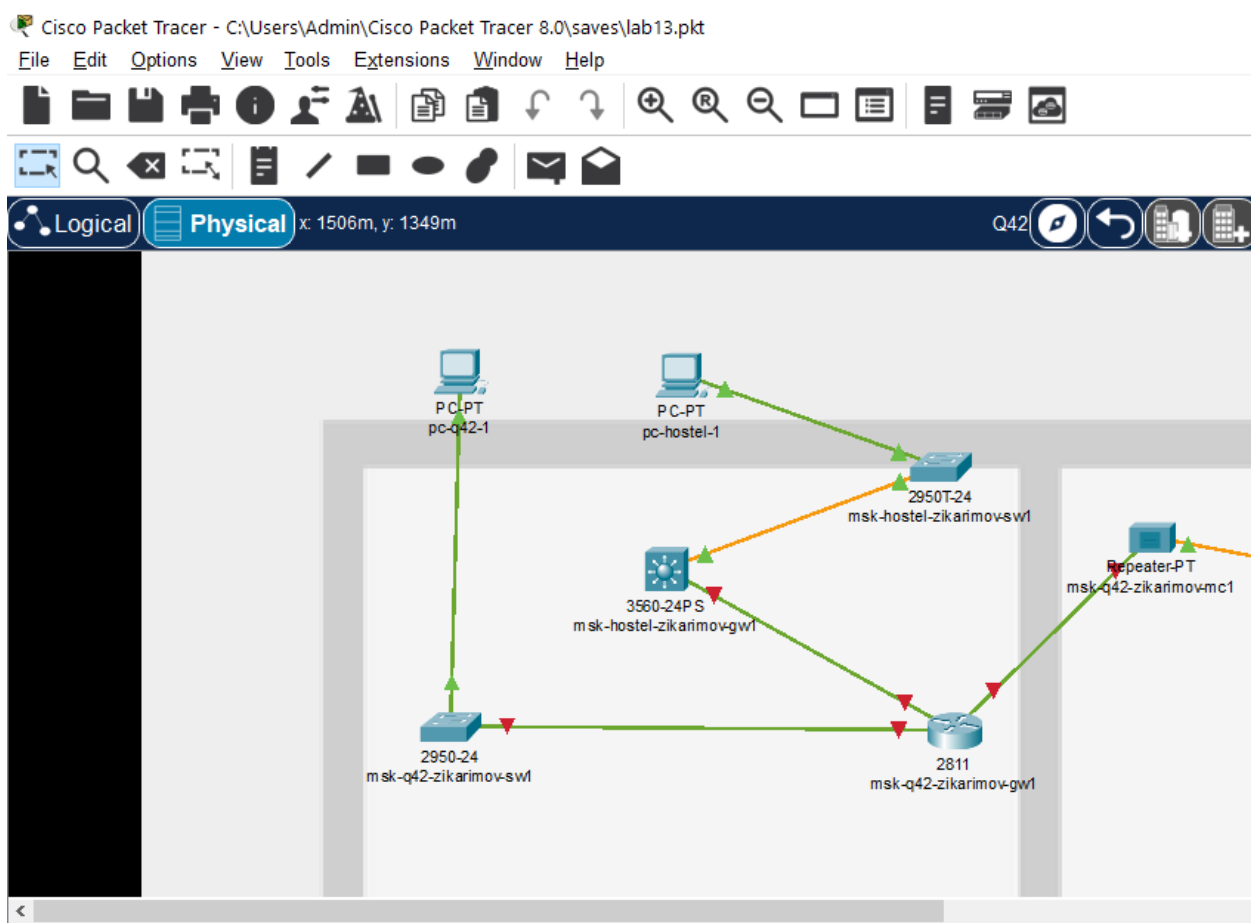 Cisco Packet Tracer - C:\Users\Admin\Cisco Packet Tracer 8.0\saves\lab13.pkt
File Edit Options View Tools Extensions Window Help
Logical Physical x: 1506m, y: 1349m Q42
PC-PT
pc-q42-1
PC-PT
pc-hostel-1
2950T-24
msk-hostel-zikarimov-sw1
Repeater-PT
msk-q42-zikarimov-mc1
3560-24PS
msk-hostel-zikarimov-gw1
2950-24
msk-q42-zikarimov-sw1
2811
msk-q42-zikarimov-gw1